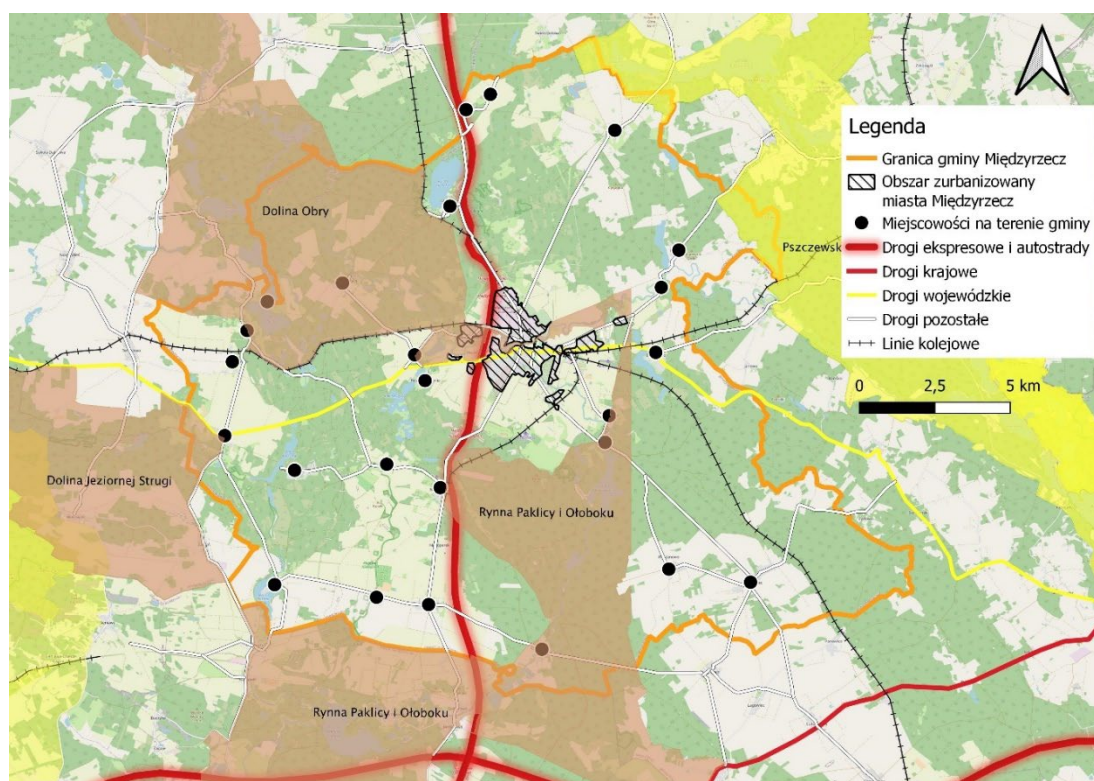 Legenda
Granica gminy Międzyrzecz
Obszar zurbanizowany
miasta Międzyrzecz
Miejscowości na terenie gminy
Drogi ekspresowe i autostrady
Drogi krajowe
Drogi wojewódzkie
Drogi pozostałe
Linie kolejowe
0 2,5 5 km
Dolina Obry
Pszczewsk
Dolina Jeziornej Strugi
Rynna Paklicy i Ołoboku
Rynna Paklicy i Ołoboku